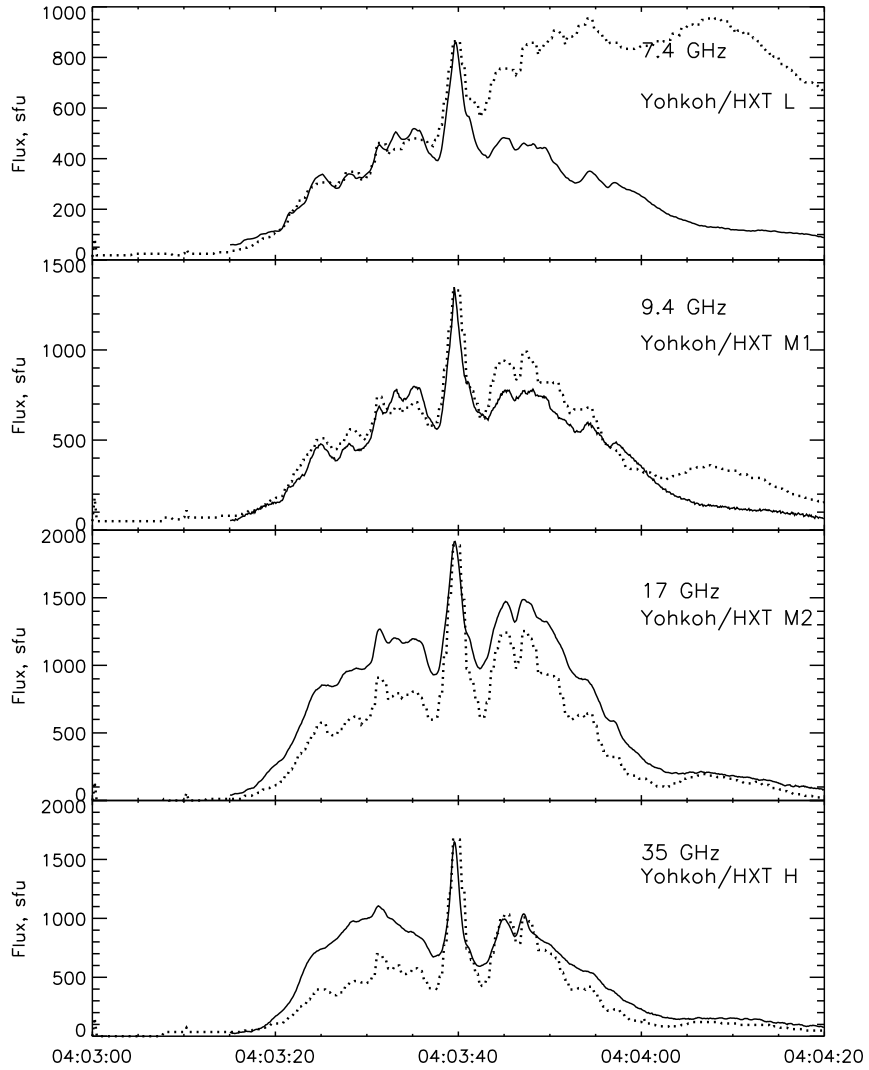 1000
800
600
400
200
0
Flux, sfu
7.4 GHz
Yohkoh/HXT L
1500
1000
500
0
Flux, sfu
9.4 GHz
Yohkoh/HXT M1
2000
1500
1000
500
0
Flux, sfu
17 GHz
Yohkoh/HXT M2
2000
1500
1000
500
0
Flux, sfu
35 GHz
Yohkoh/HXT H
04:03:00 04:03:20 04:03:40 04:04:00 04:04:20